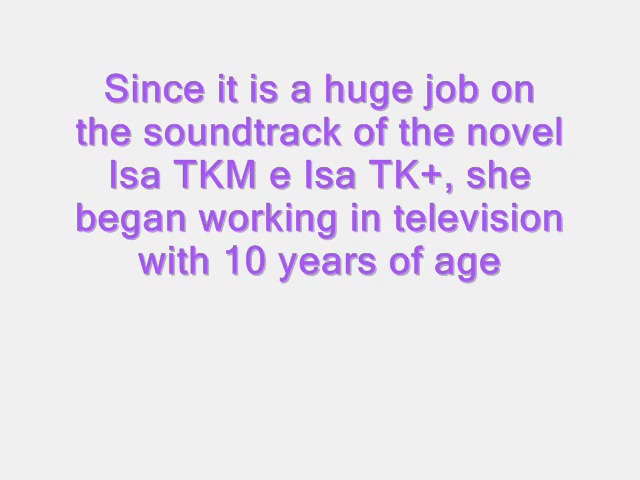 Since it is a huge job on
the soundtrack of the novel
Isa TKM e Isa TK+, she
began working in television
with 10 years of age